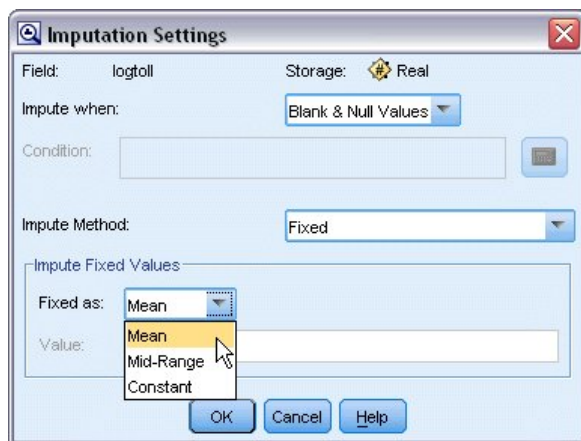 Imputation Settings
Field: logtoll Storage: Real
Impute when: Blank & Null Values
Condition:
Impute Method: Fixed
Impute Fixed Values
Fixed as: Mean
Mean
Value:
Mid-Range
Constant
OK Cancel Help